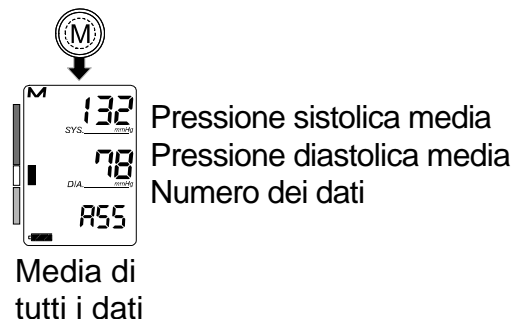 M
M
132
SYS. mmHg
78
DIA. mmHg
A55
Pressione sistolica media
Pressione diastolica media
Numero dei dati
Media di
tutti i dati